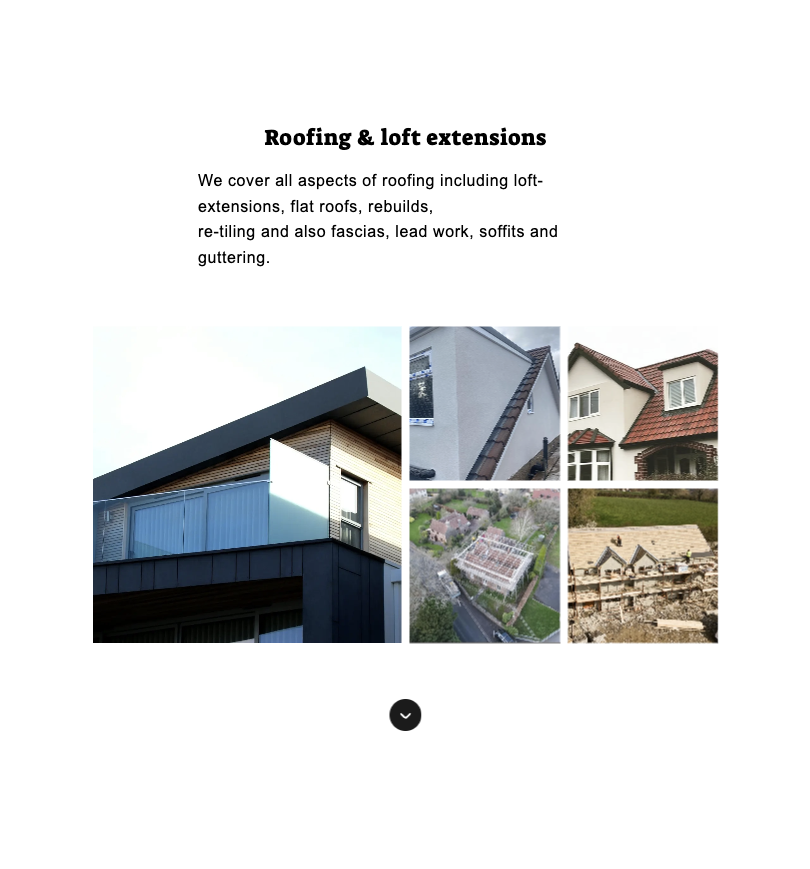 Roofing & loft extensions
We cover all aspects of roofing including loft-
extensions, flat roofs, rebuilds,
re-tiling and also fascias, lead work, soffits and
guttering.